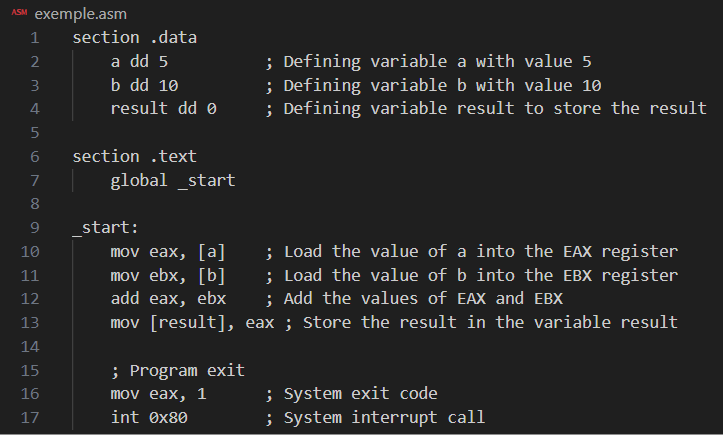 ASM exemple.asm
1 section .data
2 a dd 5 ; Defining variable a with value 5
3 b dd 10 ; Defining variable b with value 10
4 result dd 0 ; Defining variable result to store the result
5
6 section .text
7 global _start
8
9 _start:
10 mov eax, [a] ; Load the value of a into the EAX register
11 mov ebx, [b] ; Load the value of b into the EBX register
12 add eax, ebx ; Add the values of EAX and EBX
13 mov [result], eax ; Store the result in the variable result
14
15 ; Program exit
16 mov eax, 1 ; System exit code
17 int 0x80 ; System interrupt call